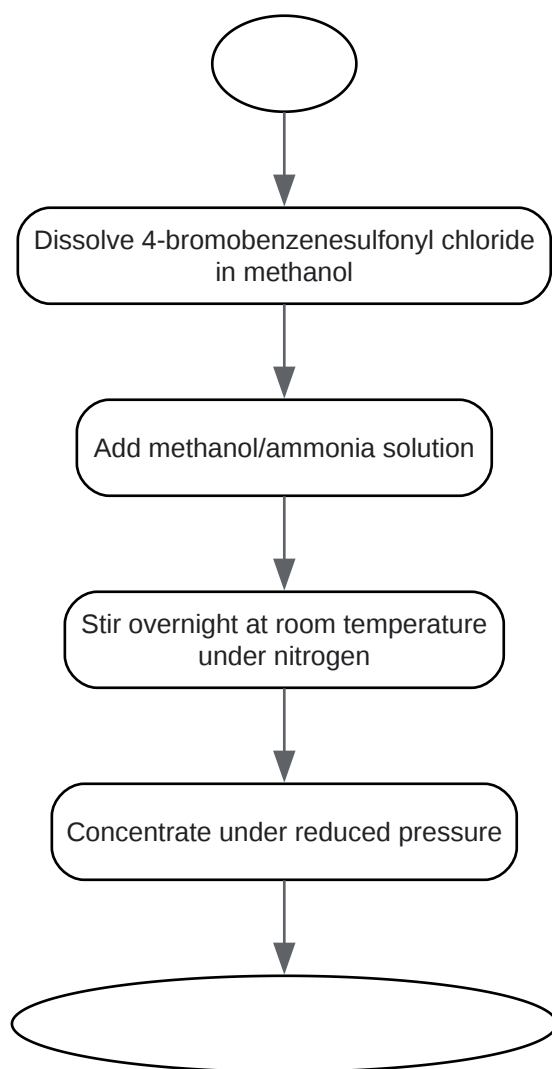 Dissolve 4-bromobenzenesulfonyl chloride
in methanol
Add methanol/ammonia solution
Stir overnight at room temperature
under nitrogen
Concentrate under reduced pressure